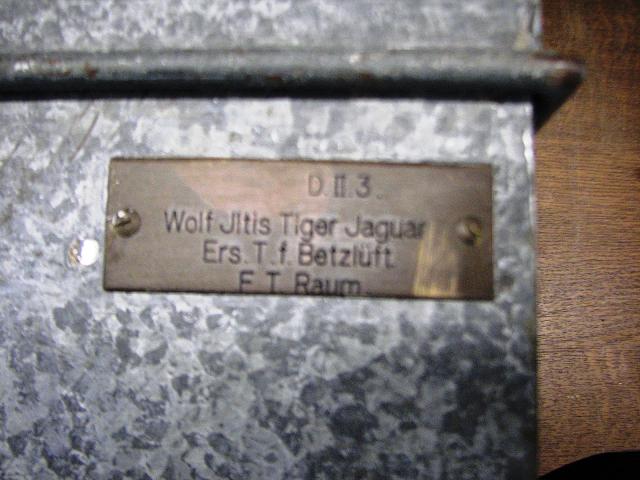 D. II. 3.
Wolf Jltis Tiger Jaguar
Ers. T. f. Betzlüft.
F. T. Raum.